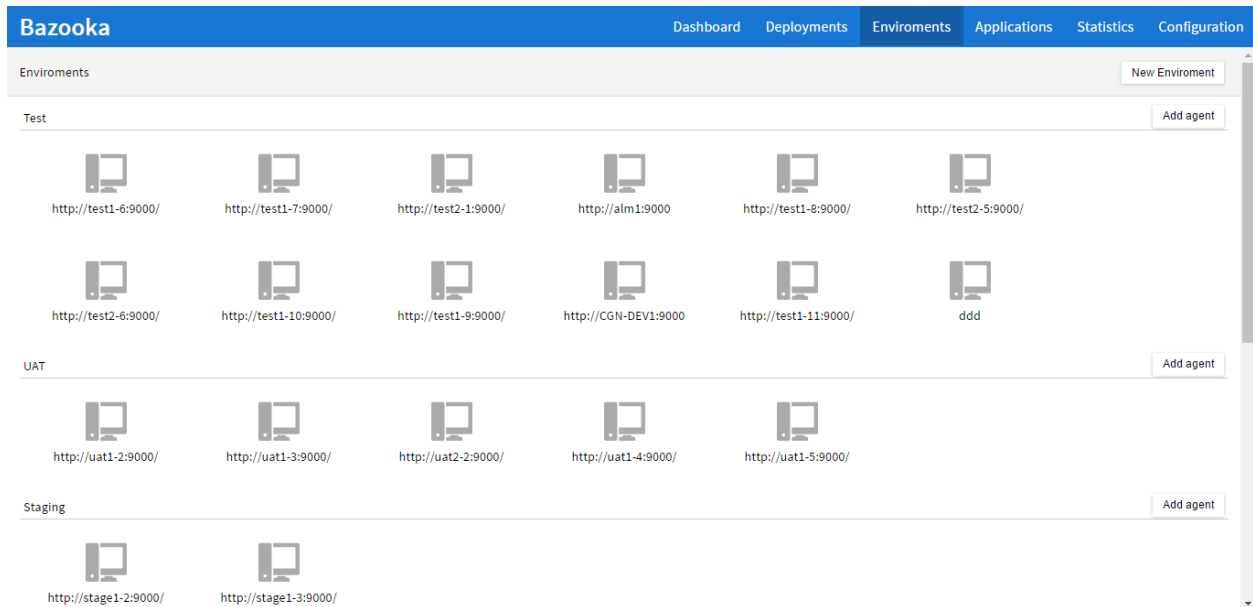 Bazooka Dashboard Deployments Enviroments Applications Statistics Configuration
Enviroments New Enviroment
Test Add agent
http://test1-6:9000/ http://test1-7:9000/ http://test2-1:9000/ http://alm1:9000 http://test1-8:9000/ http://test2-5:9000/
http://test2-6:9000/ http://test1-10:9000/ http://test1-9:9000/ http://CGN-DEV1:9000 http://test1-11:9000/ ddd
UAT Add agent
http://uat1-2:9000/ http://uat1-3:9000/ http://uat2-2:9000/ http://uat1-4:9000/ http://uat1-5:9000/
Staging Add agent
http://stage1-2:9000/ http://stage1-3:9000/